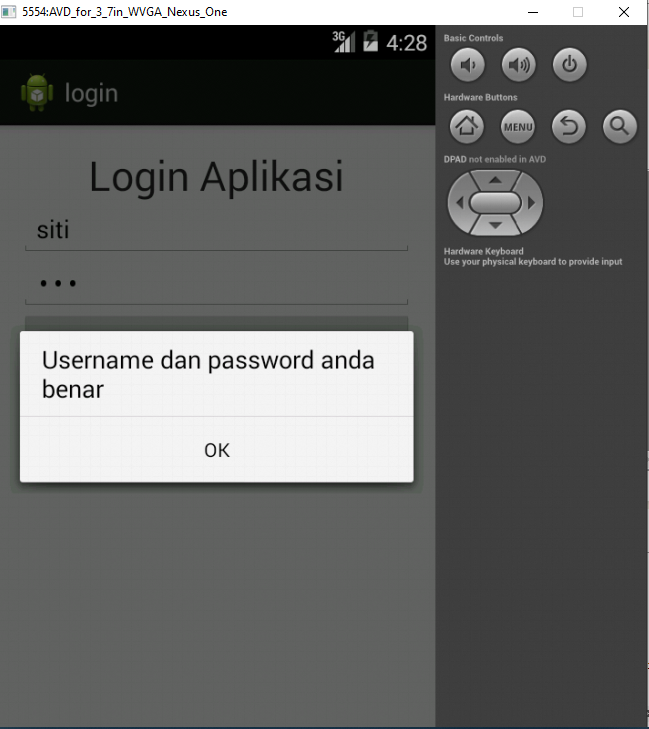 5554:AVD_for_3_7in_WVGA_Nexus_One
3G 4:28
login
Login Aplikasi
siti
•••
Username dan password anda
benar
OK
Basic Controls
Hardware Buttons
MENU
DPAD not enabled in AVD
Hardware Keyboard
Use your physical keyboard to provide input